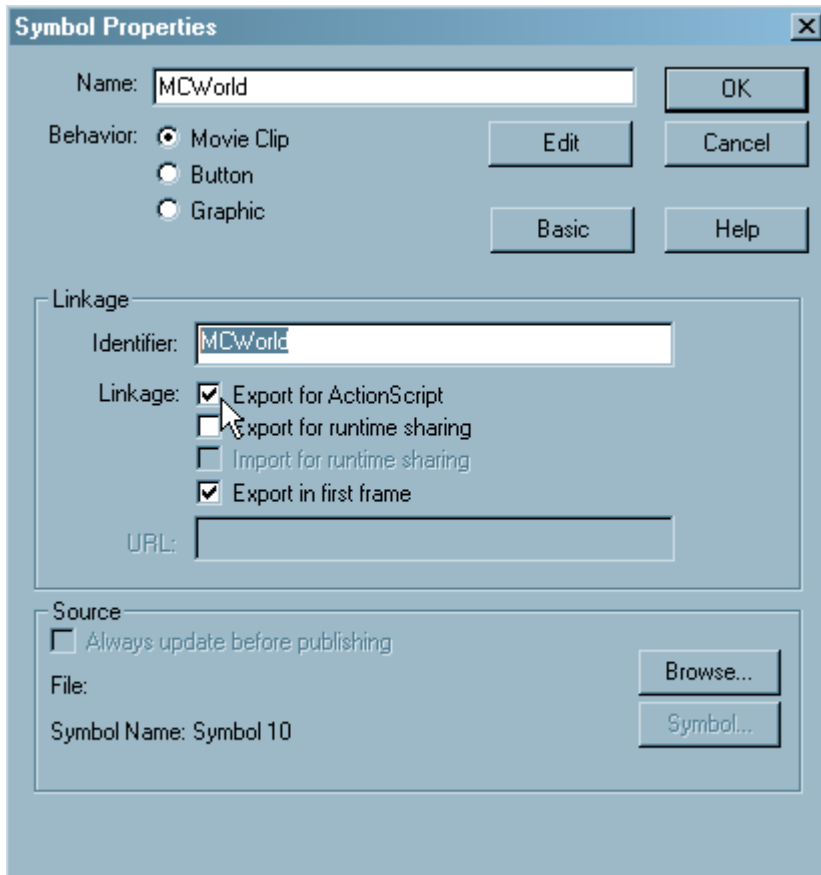 Symbol Properties
Name: MCWorld OK
Behavior: Movie Clip Edit Cancel
Button
Graphic
Basic Help
Linkage
Identifier: MCWorld
Linkage: Export for ActionScript
Export for runtime sharing
Import for runtime sharing
Export in first frame
URL:
Source
Always update before publishing
Browse...
File:
Symbol Name: Symbol 10 Symbol...